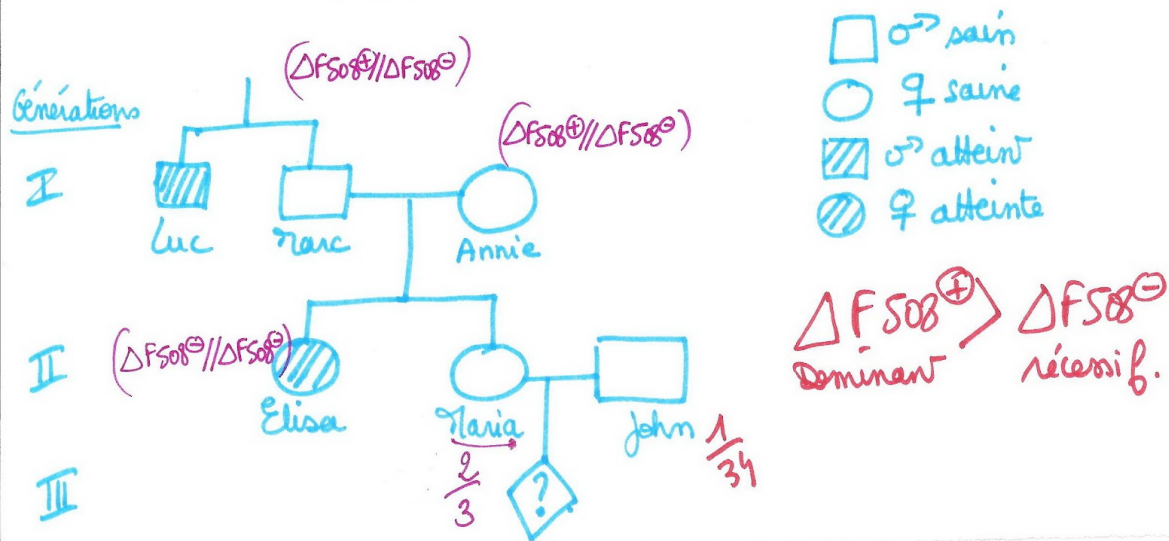 Générations
(ΔF508⊕//ΔF508⊖)
(ΔF508⊕//ΔF508⊖)
I
Luc
Marc
Annie
(ΔF508⊖//ΔF508⊖)
II
Elisa
Maria
John
2/3
1/34
III
?
♂ sain
♀ saine
♂ atteint
♀ atteinte
ΔF508⊕ > ΔF508⊖
Dominant récessif.